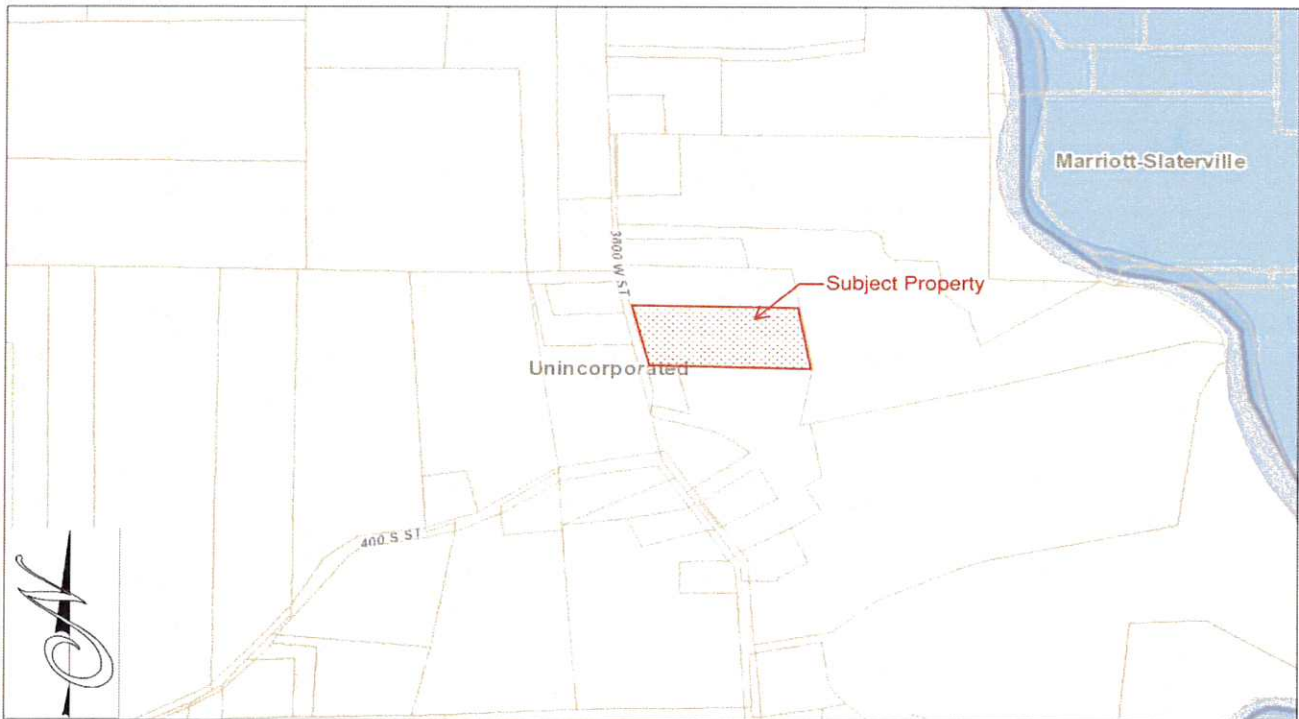 Marriott-Slaterville
3800 W ST
Subject Property
Unincorporated
400 S ST
N